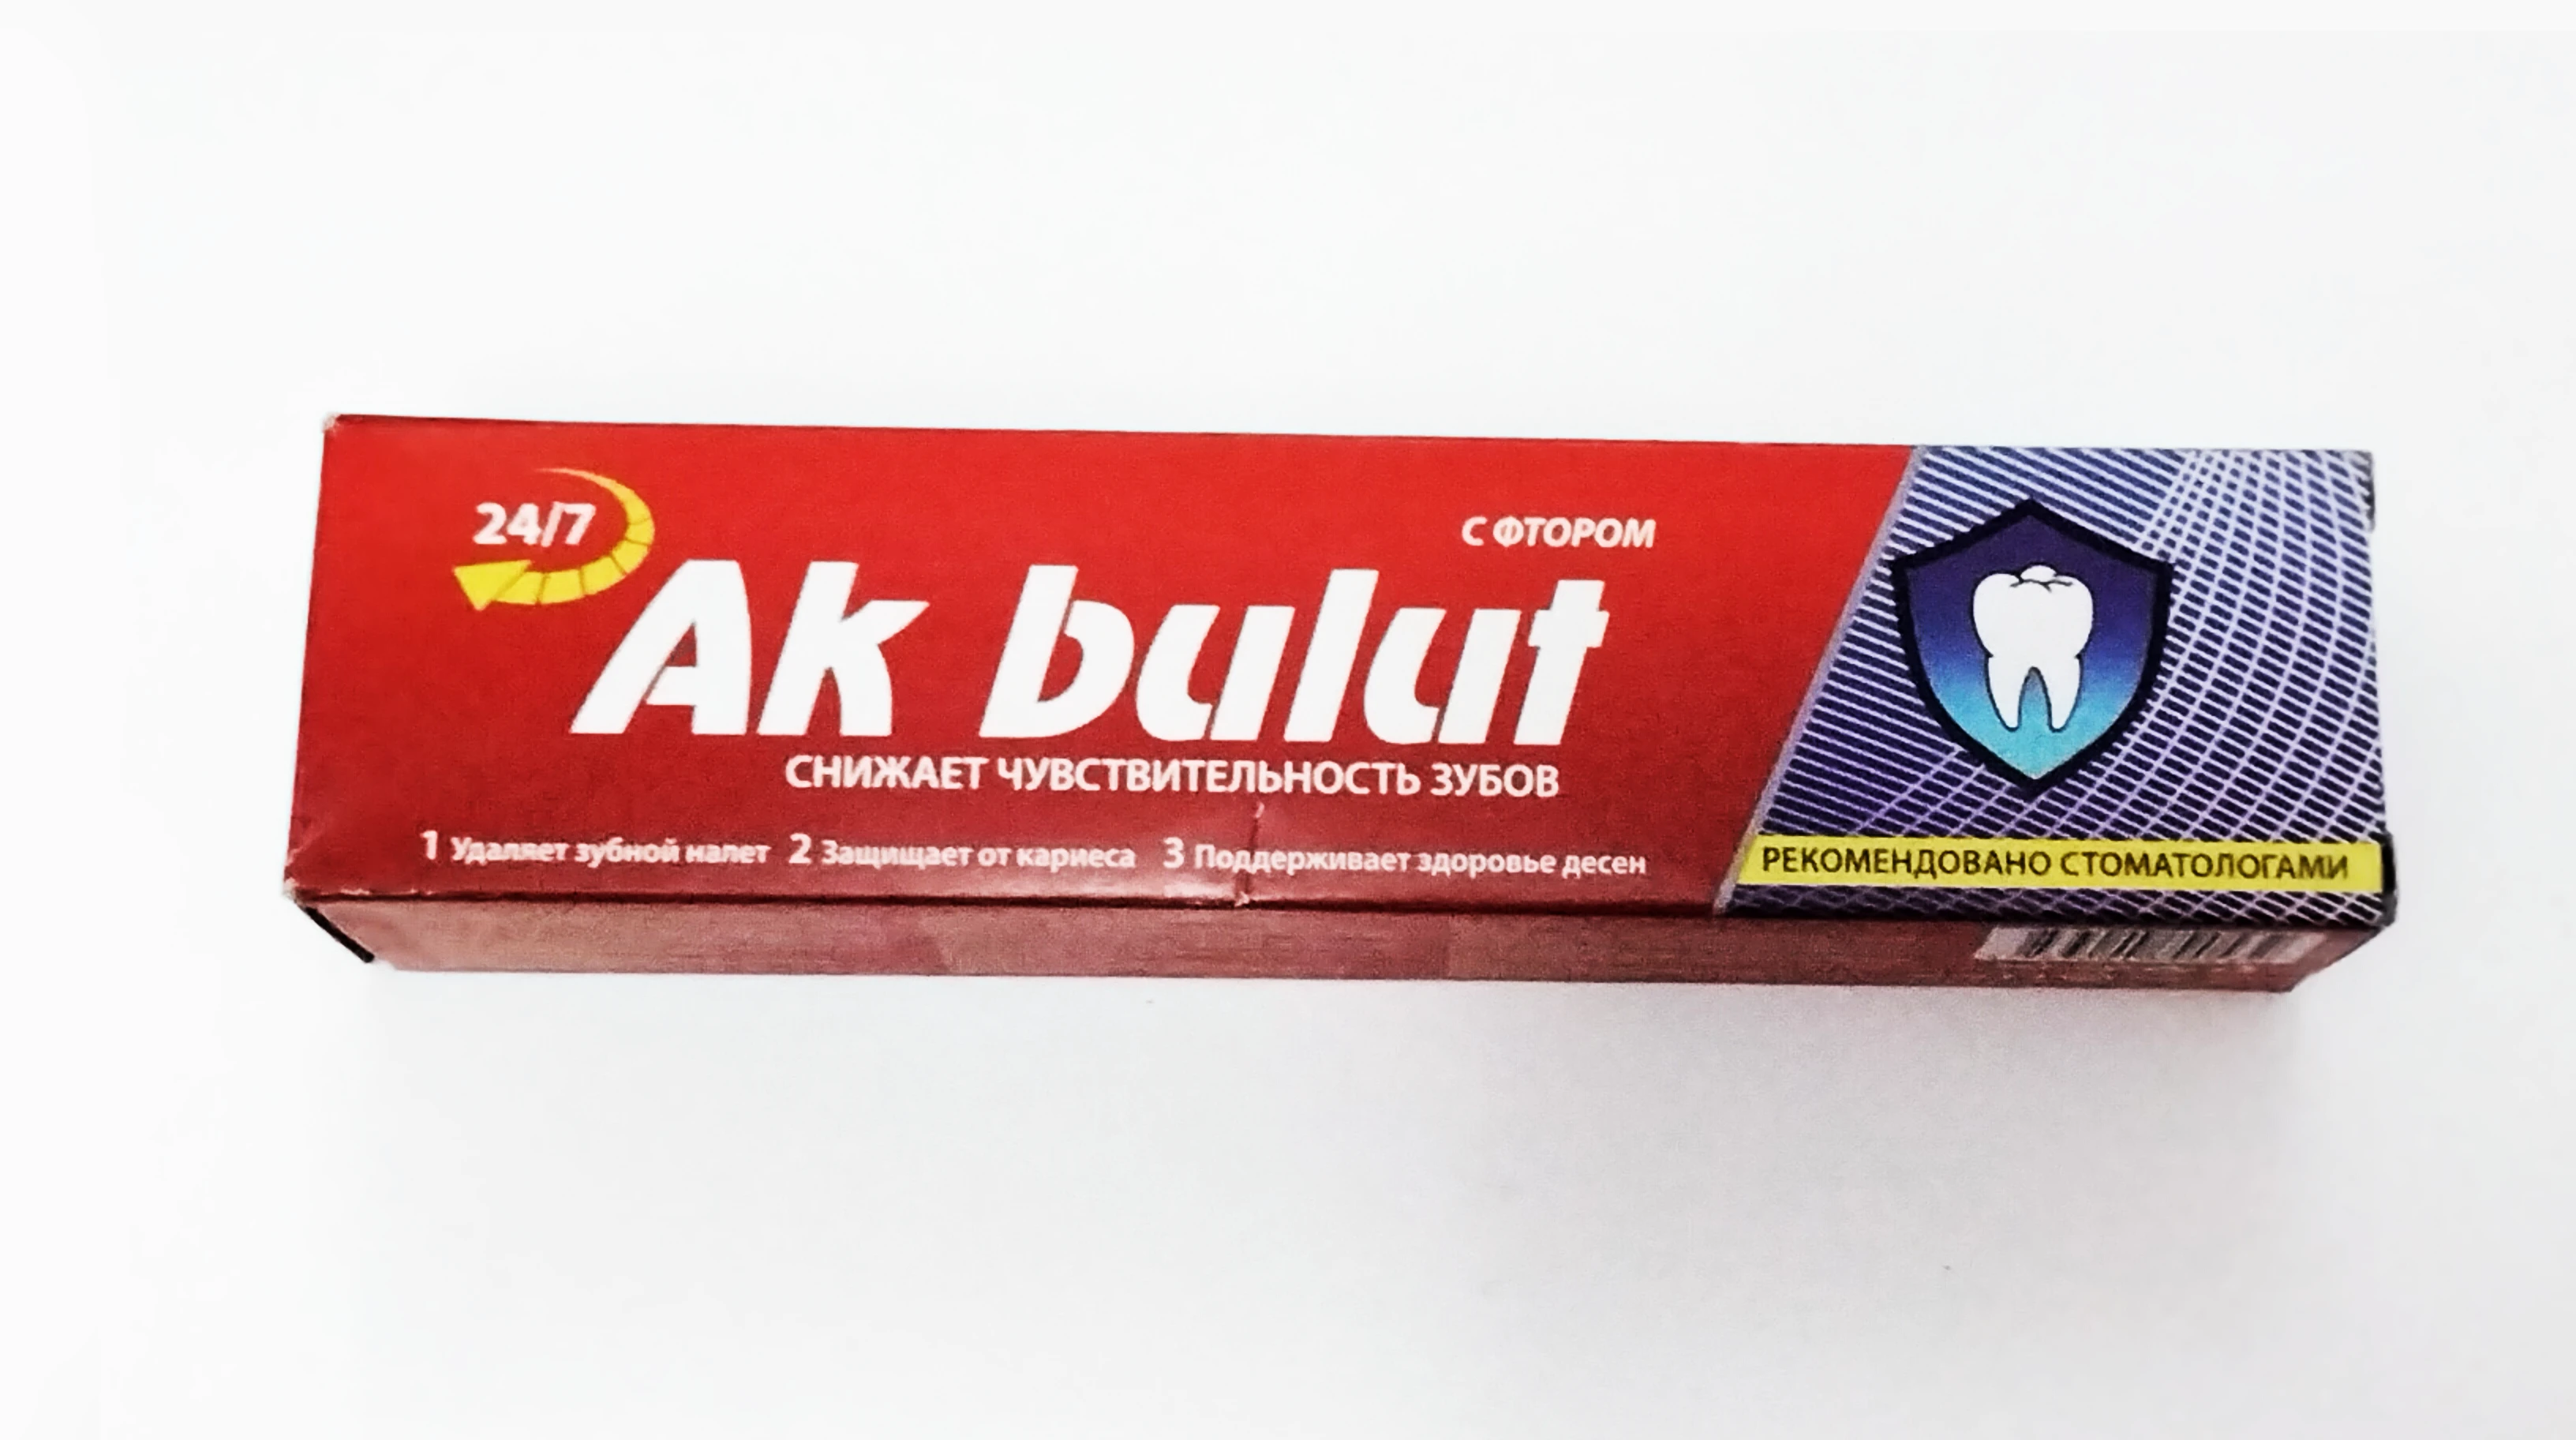 24/7
С ФТОРОМ
Ak bulut
СНИЖАЕТ ЧУВСТВИТЕЛЬНОСТЬ ЗУБОВ
1 Удаляет зубной налет 2 Защищает от кариеса 3 Поддерживает здоровье десен
РЕКОМЕНДОВАНО СТОМАТОЛОГАМИ